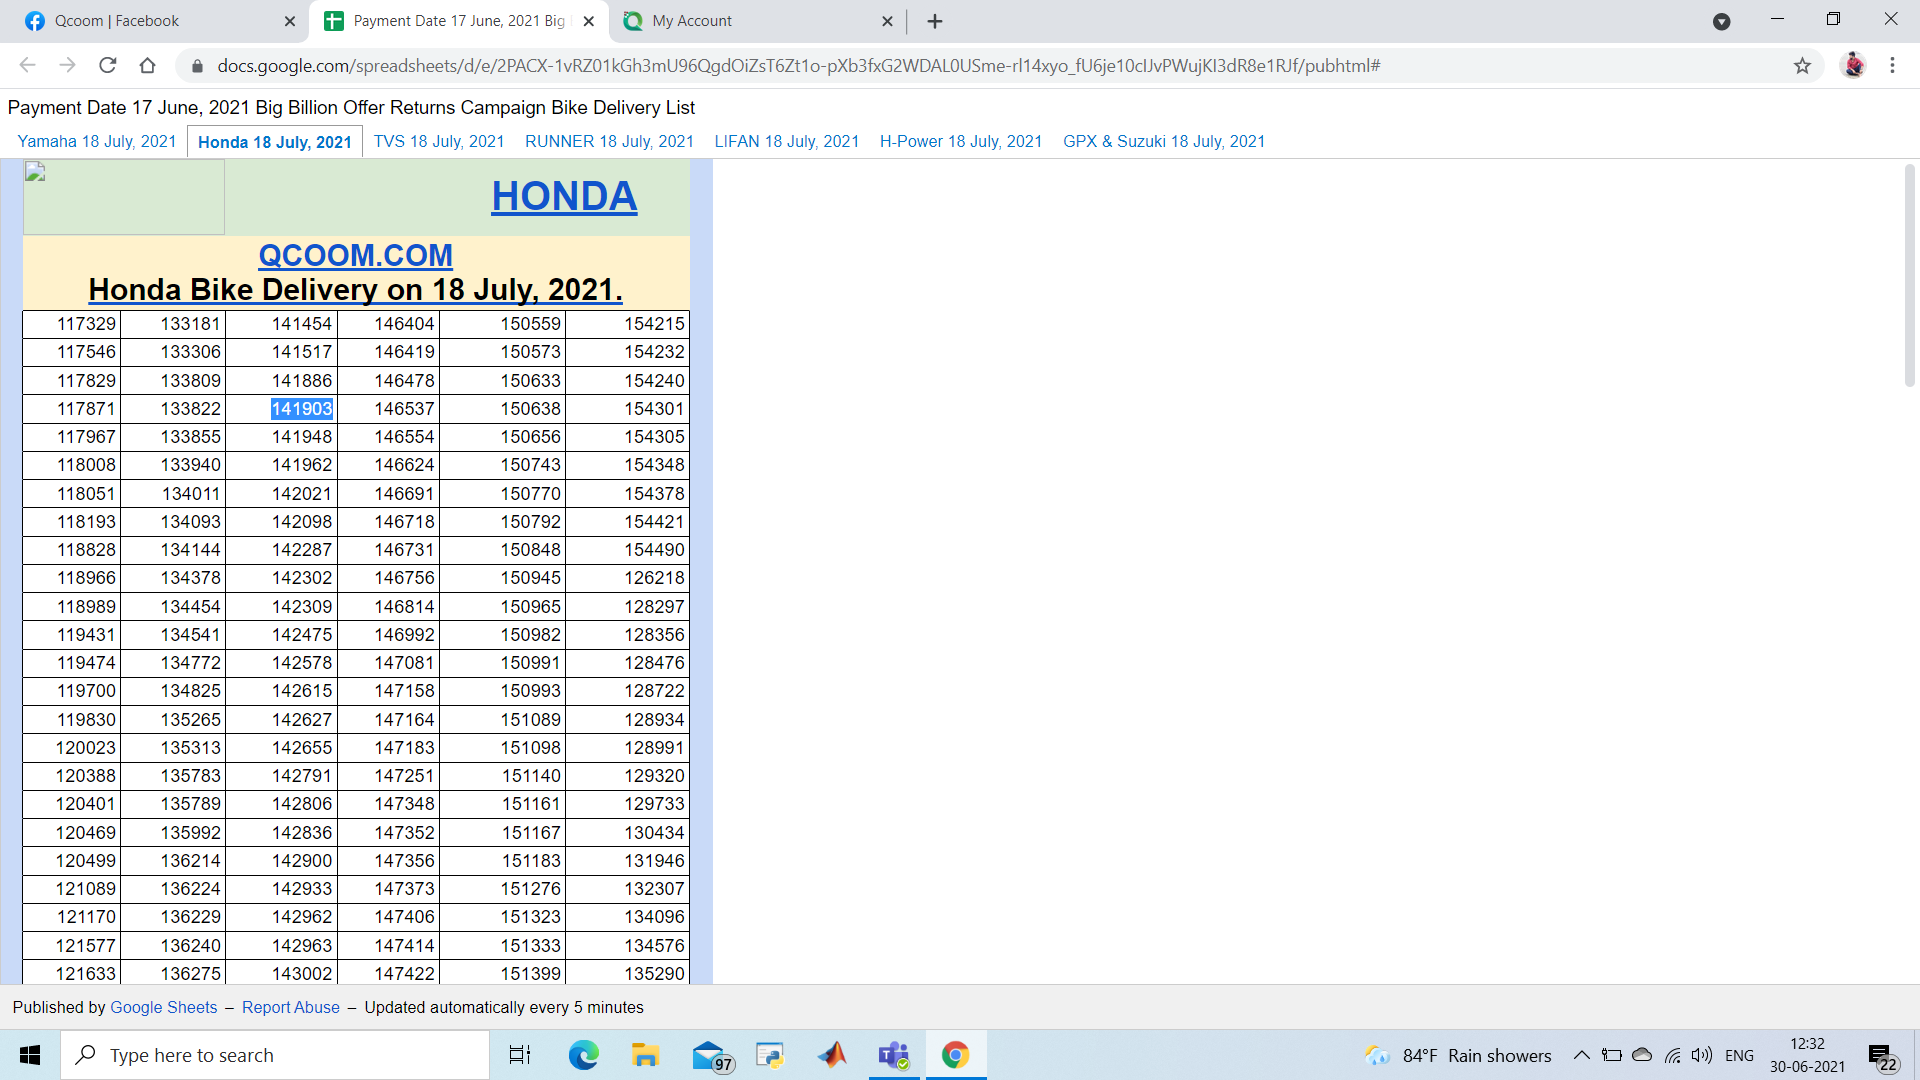 Qcoom | Facebook
Payment Date 17 June, 2021 Big
My Account
docs.google.com/spreadsheets/d/e/2PACX-1vRZ01kGh3mU96QgdOiZsT6Zt1o-pXb3fxG2WDAL0USme-rl14xyo_fU6je10cIJvPWujKI3dR8e1RJf/pubhtml#
Payment Date 17 June, 2021 Big Billion Offer Returns Campaign Bike Delivery List
Yamaha 18 July, 2021 Honda 18 July, 2021 TVS 18 July, 2021 RUNNER 18 July, 2021 LIFAN 18 July, 2021 H-Power 18 July, 2021 GPX & Suzuki 18 July, 2021
HONDA
QCOOM.COM
Honda Bike Delivery on 18 July, 2021.
117329 133181 141454 146404 150559 154215
117546 133306 141517 146419 150573 154232
117829 133809 141886 146478 150633 154240
117871 133822 141903 146537 150638 154301
117967 133855 141948 146554 150656 154305
118008 133940 141962 146624 150743 154348
118051 134011 142021 146691 150770 154378
118193 134093 142098 146718 150792 154421
118828 134144 142287 146731 150848 154490
118966 134378 142302 146756 150945 126218
118989 134454 142309 146814 150965 128297
119431 134541 142475 146992 150982 128356
119474 134772 142578 147081 150991 128476
119700 134825 142615 147158 150993 128722
119830 135265 142627 147164 151089 128934
120023 135313 142655 147183 151098 128991
120388 135783 142791 147251 151140 129320
120401 135789 142806 147348 151161 129733
120469 135992 142836 147352 151167 130434
120499 136214 142900 147356 151183 131946
121089 136224 142933 147373 151276 132307
121170 136229 142962 147406 151323 134096
121577 136240 142963 147414 151333 134576
121633 136275 143002 147422 151399 135290
Published by Google Sheets – Report Abuse – Updated automatically every 5 minutes
Type here to search
97
84°F Rain showers
ENG
12:32
30-06-2021
22